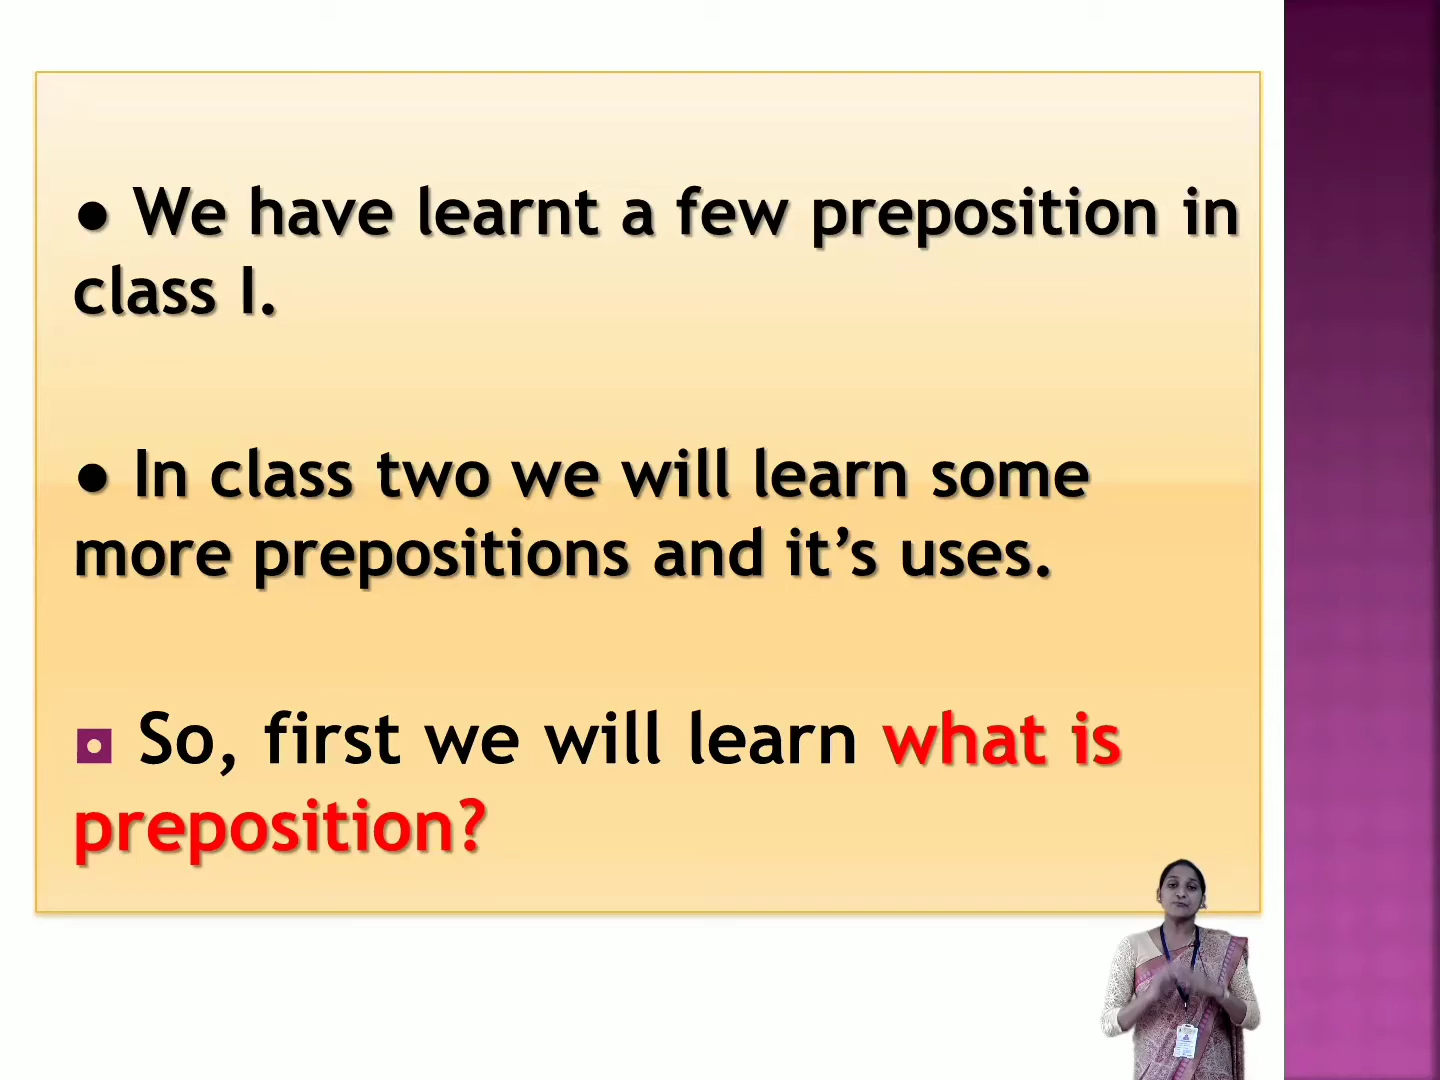 ● We have learnt a few preposition in
class I.
● In class two we will learn some
more prepositions and it’s uses.
◘ So, first we will learn what is
preposition?